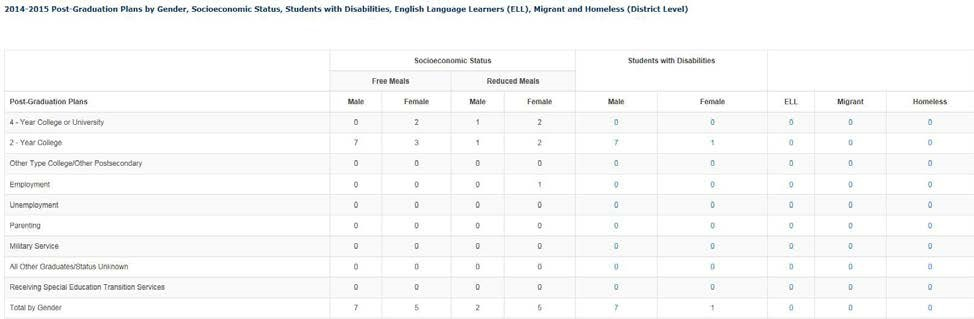 2014-2015 Post-Graduation Plans by Gender, Socioeconomic Status, Students with Disabilities, English Language Learners (ELL), Migrant and Homeless (District Level)
Socioeconomic Status Students with Disabilities
Free Meals Reduced Meals
Post-Graduation Plans Male Female Male Female Male Female ELL Migrant Homeless
4 - Year College or University 0 2 1 2 0 0 0 0 0
2 - Year College 7 3 1 2 7 1 0 0 0
Other Type College/Other Postsecondary 0 0 0 0 0 0 0 0 0
Employment 0 0 0 1 0 0 0 0 0
Unemployment 0 0 0 0 0 0 0 0 0
Parenting 0 0 0 0 0 0 0 0 0
Military Service 0 0 0 0 0 0 0 0 0
All Other Graduates/Status Unknown 0 0 0 0 0 0 0 0 0
Receiving Special Education Transition Services 0 0 0 0 0 0 0 0 0
Total by Gender 7 5 2 5 7 1 0 0 0